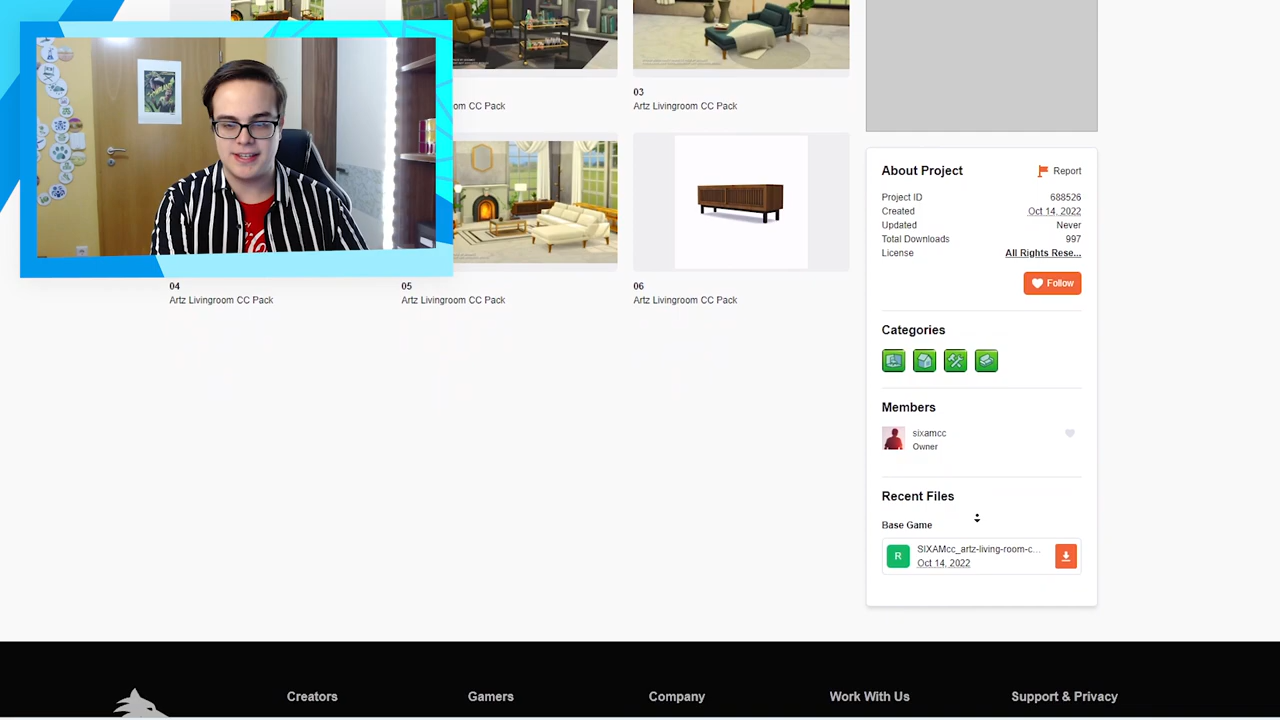 03
oom CC Pack
Artz Livingroom CC Pack
04
05
06
Artz Livingroom CC Pack
Artz Livingroom CC Pack
Artz Livingroom CC Pack
About Project
Report
Project ID 688526
Created Oct 14, 2022
Updated Never
Total Downloads 997
License All Rights Rese...
Follow
Categories
Members
sixamcc
Owner
Recent Files
Base Game
R
SIXAMcc_artz-living-room-c...
Oct 14, 2022
Creators
Gamers
Company
Work With Us
Support & Privacy